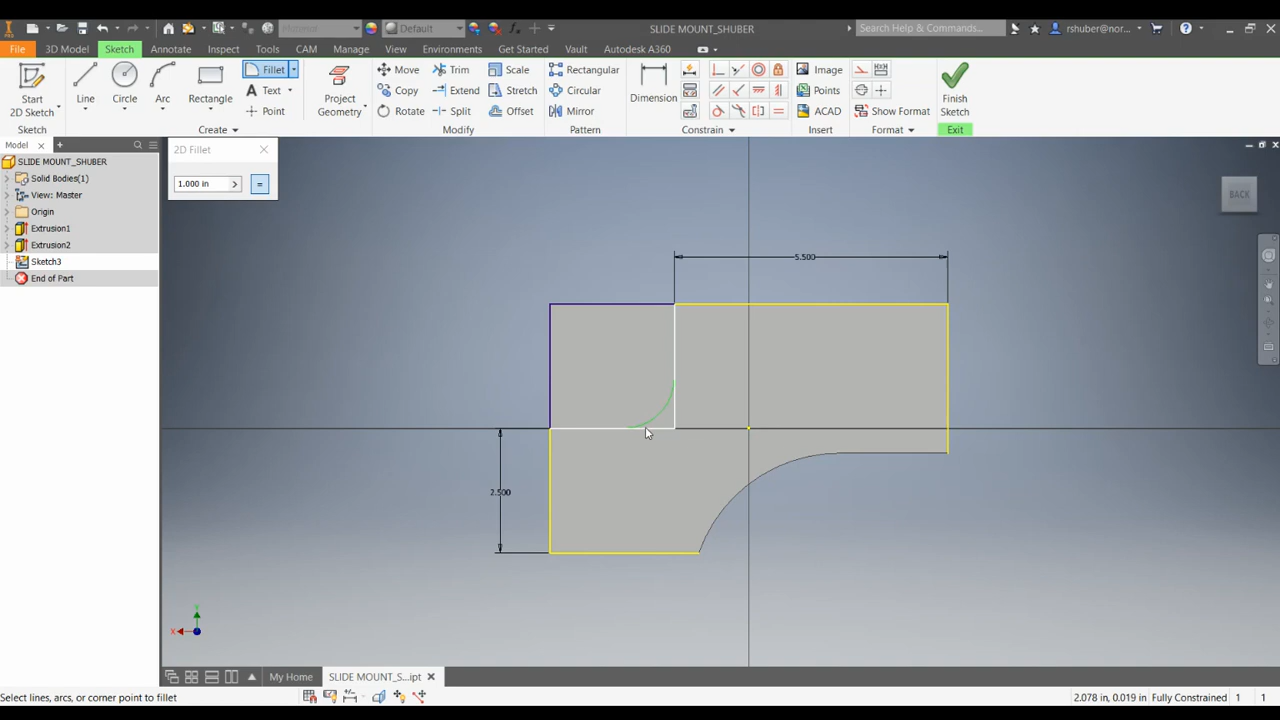 Material
Default
SLIDE MOUNT_SHUBER
Search Help & Commands...
rshuber@nor...
File
3D Model
Sketch
Annotate
Inspect
Tools
CAM
Manage
View
Environments
Get Started
Vault
Autodesk A360
Start
2D Sketch
Line
Circle
Arc
Rectangle
Fillet
Text
Point
Project
Geometry
Move
Copy
Rotate
Trim
Extend
Split
Scale
Stretch
Offset
Rectangular
Circular
Mirror
Dimension
Image
Points
ACAD
Show Format
Finish
Sketch
Sketch
Create
Modify
Pattern
Constrain
Insert
Format
Exit
Model
SLIDE MOUNT_SHUBER
Solid Bodies(1)
View: Master
Origin
Extrusion1
Extrusion2
Sketch3
End of Part
2D Fillet
1.000 in
=
BACK
5.500
2.500
Y
X
My Home
SLIDE MOUNT_S...ipt
Select lines, arcs, or corner point to fillet
2.078 in, 0.019 in
Fully Constrained
1
1